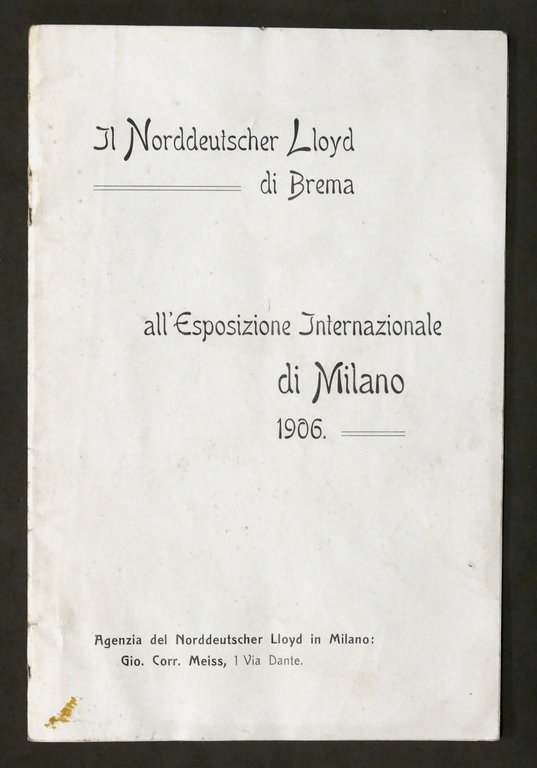 Il Norddeutscher Lloyd
di Brema
all'Esposizione Internazionale
di Milano
1906.
Agenzia del Norddeutscher Lloyd in Milano:
Gio. Corr. Meiss, 1 Via Dante.